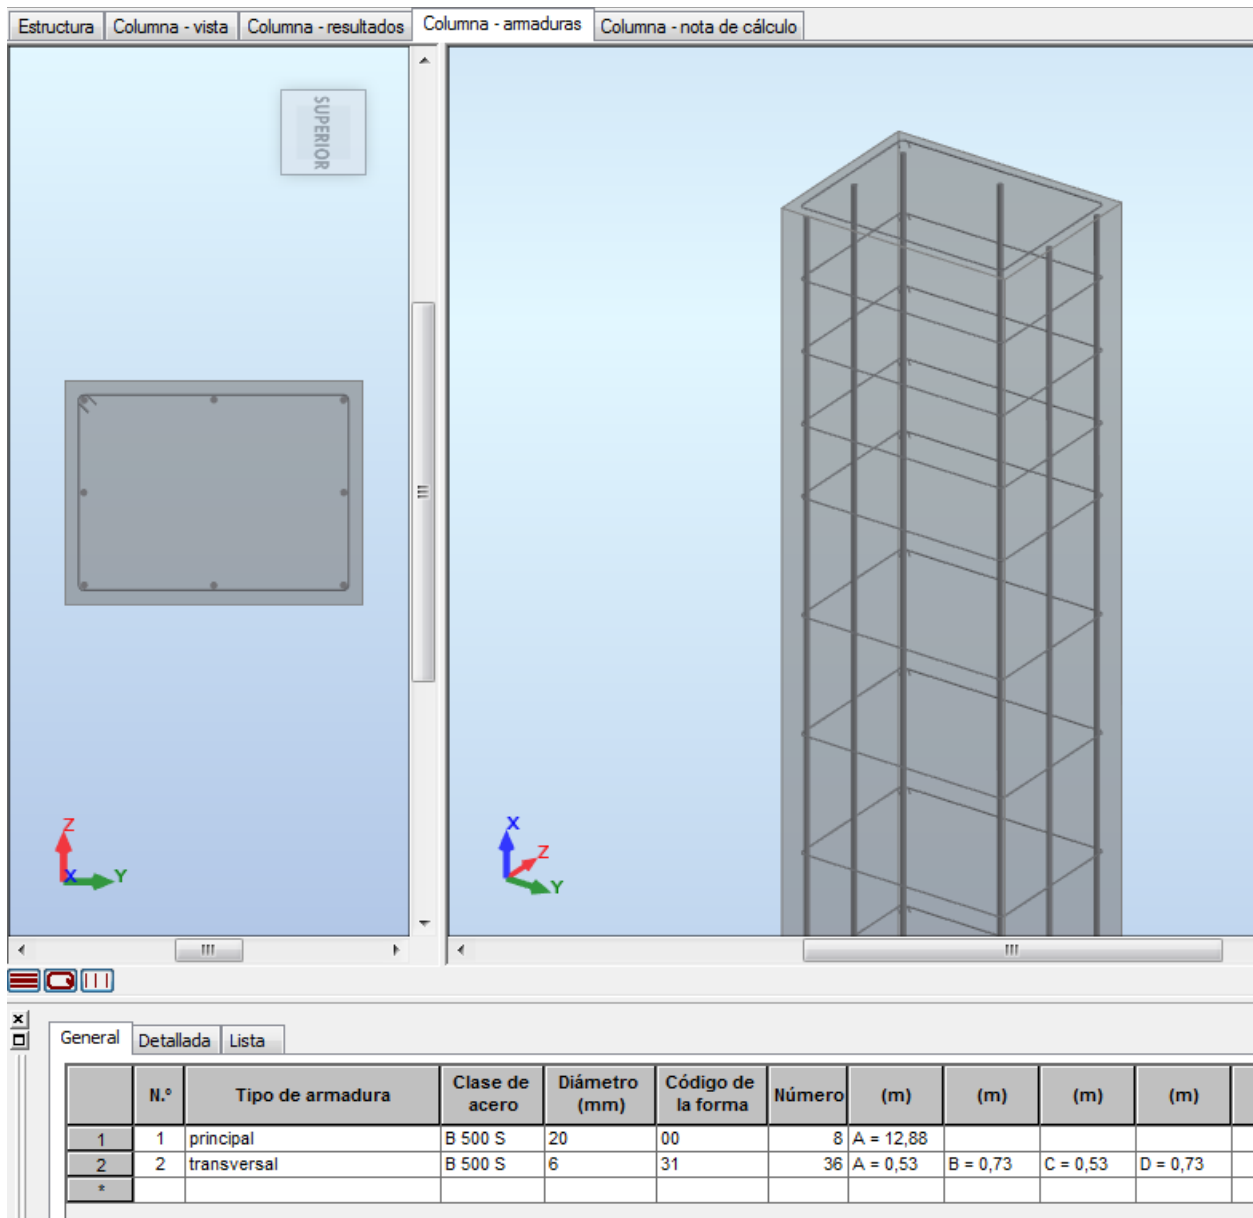 Estructura Columna - vista Columna - resultados Columna - armaduras Columna - nota de cálculo
SUPERIOR
Z
X
Y
X
Z
Y
General Detallada Lista
N.º Tipo de armadura Clase de acero Diámetro (mm) Código de la forma Número (m) (m) (m) (m)
1 1 principal B 500 S 20 00 8 A = 12,88
2 2 transversal B 500 S 6 31 36 A = 0,53 B = 0,73 C = 0,53 D = 0,73
*